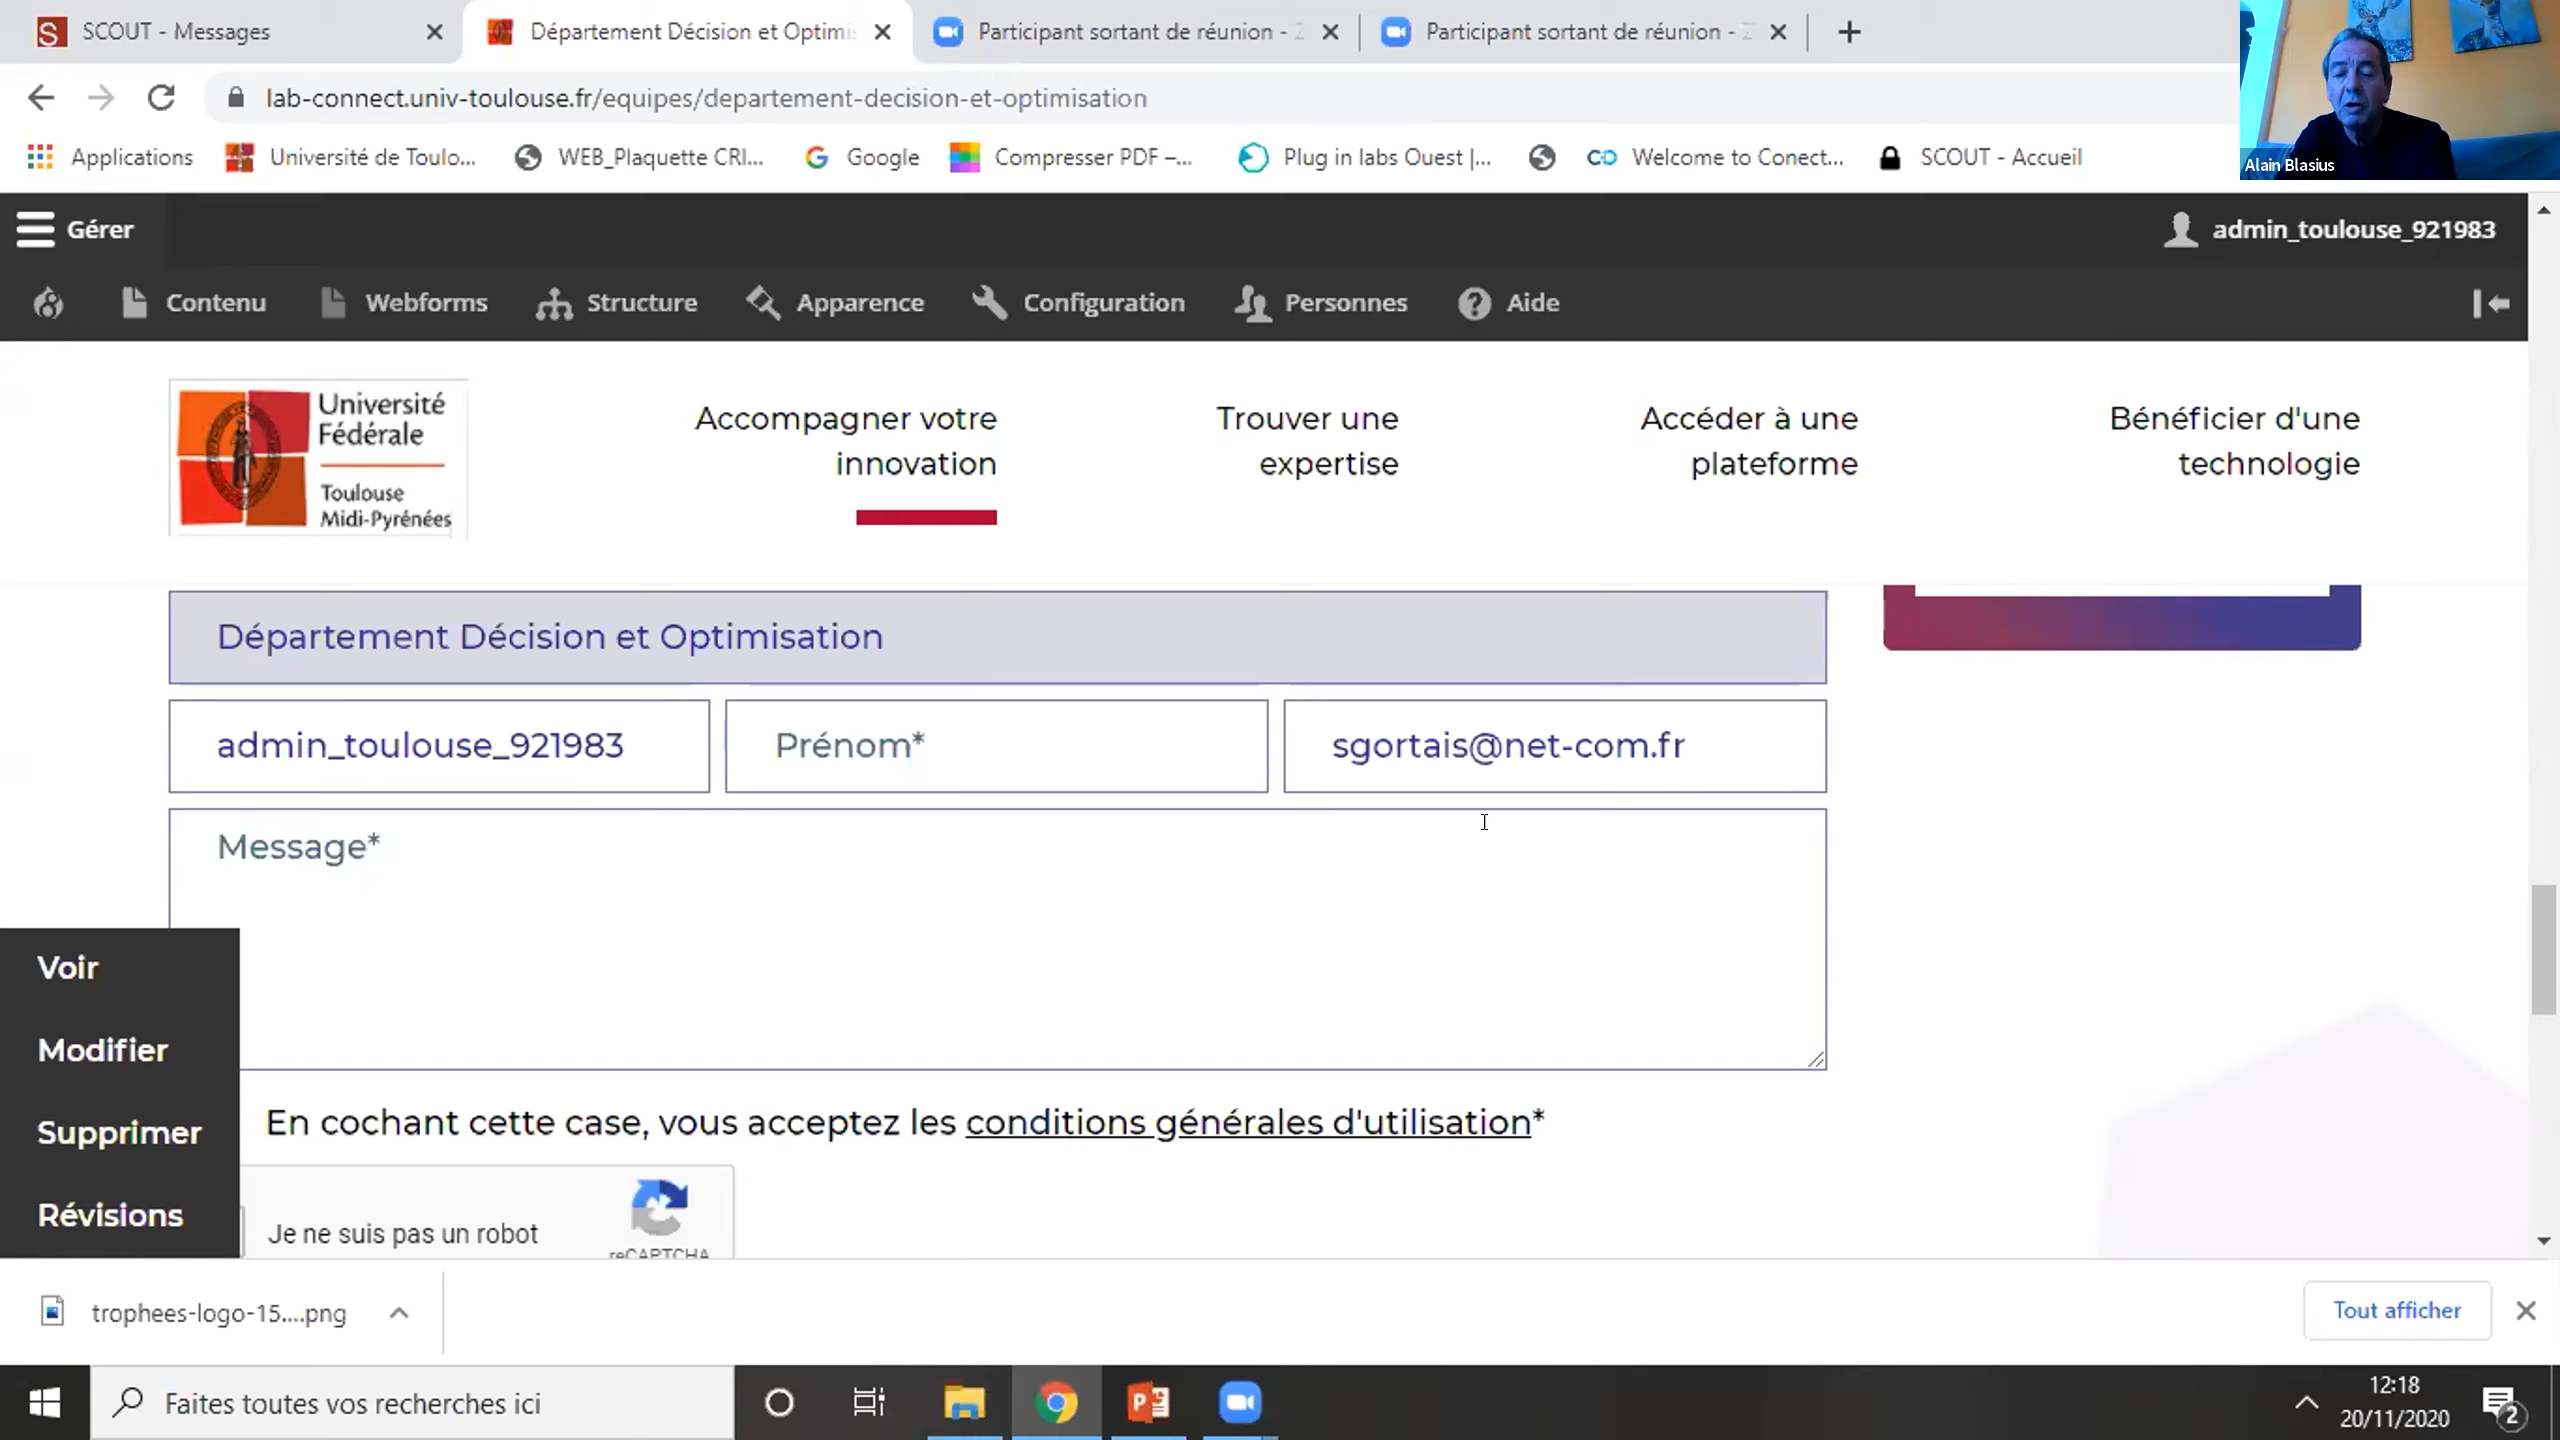 SCOUT - Messages
Département Décision et Optimi
Participant sortant de réunion -
Participant sortant de réunion -
lab-connect.univ-toulouse.fr/equipes/departement-decision-et-optimisation
Applications
Université de Toulo...
WEB_Plaquette CRI...
Google
Compresser PDF –...
Plug in labs Ouest |...
Welcome to Conect...
SCOUT - Accueil
Alain Blasius
Gérer
admin_toulouse_921983
Contenu
Webforms
Structure
Apparence
Configuration
Personnes
Aide
Université
Fédérale
Toulouse
Midi-Pyrénées
Accompagner votre
innovation
Trouver une
expertise
Accéder à une
plateforme
Bénéficier d'une
technologie
Département Décision et Optimisation
admin_toulouse_921983
Prénom*
sgortais@net-com.fr
Message*
Voir
Modifier
Supprimer
Révisions
En cochant cette case, vous acceptez les conditions générales d'utilisation*
Je ne suis pas un robot
reCAPTCHA
trophees-logo-15....png
Tout afficher
Faites toutes vos recherches ici
12:18
20/11/2020
2